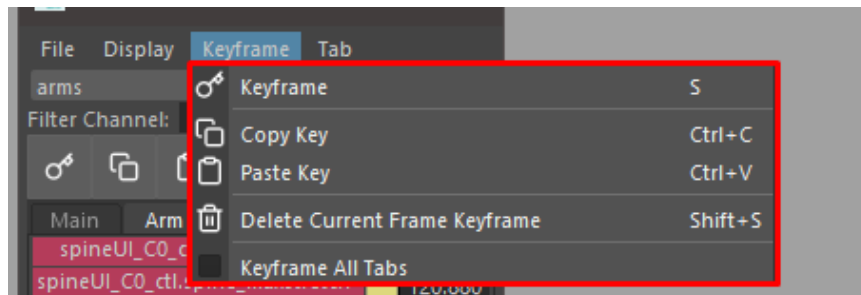 File Display Keyframe Tab
arms
Keyframe S
Filter Channel:
Copy Key Ctrl+C
Paste Key Ctrl+V
Main Arm
Delete Current Frame Keyframe Shift+S
Keyframe All Tabs